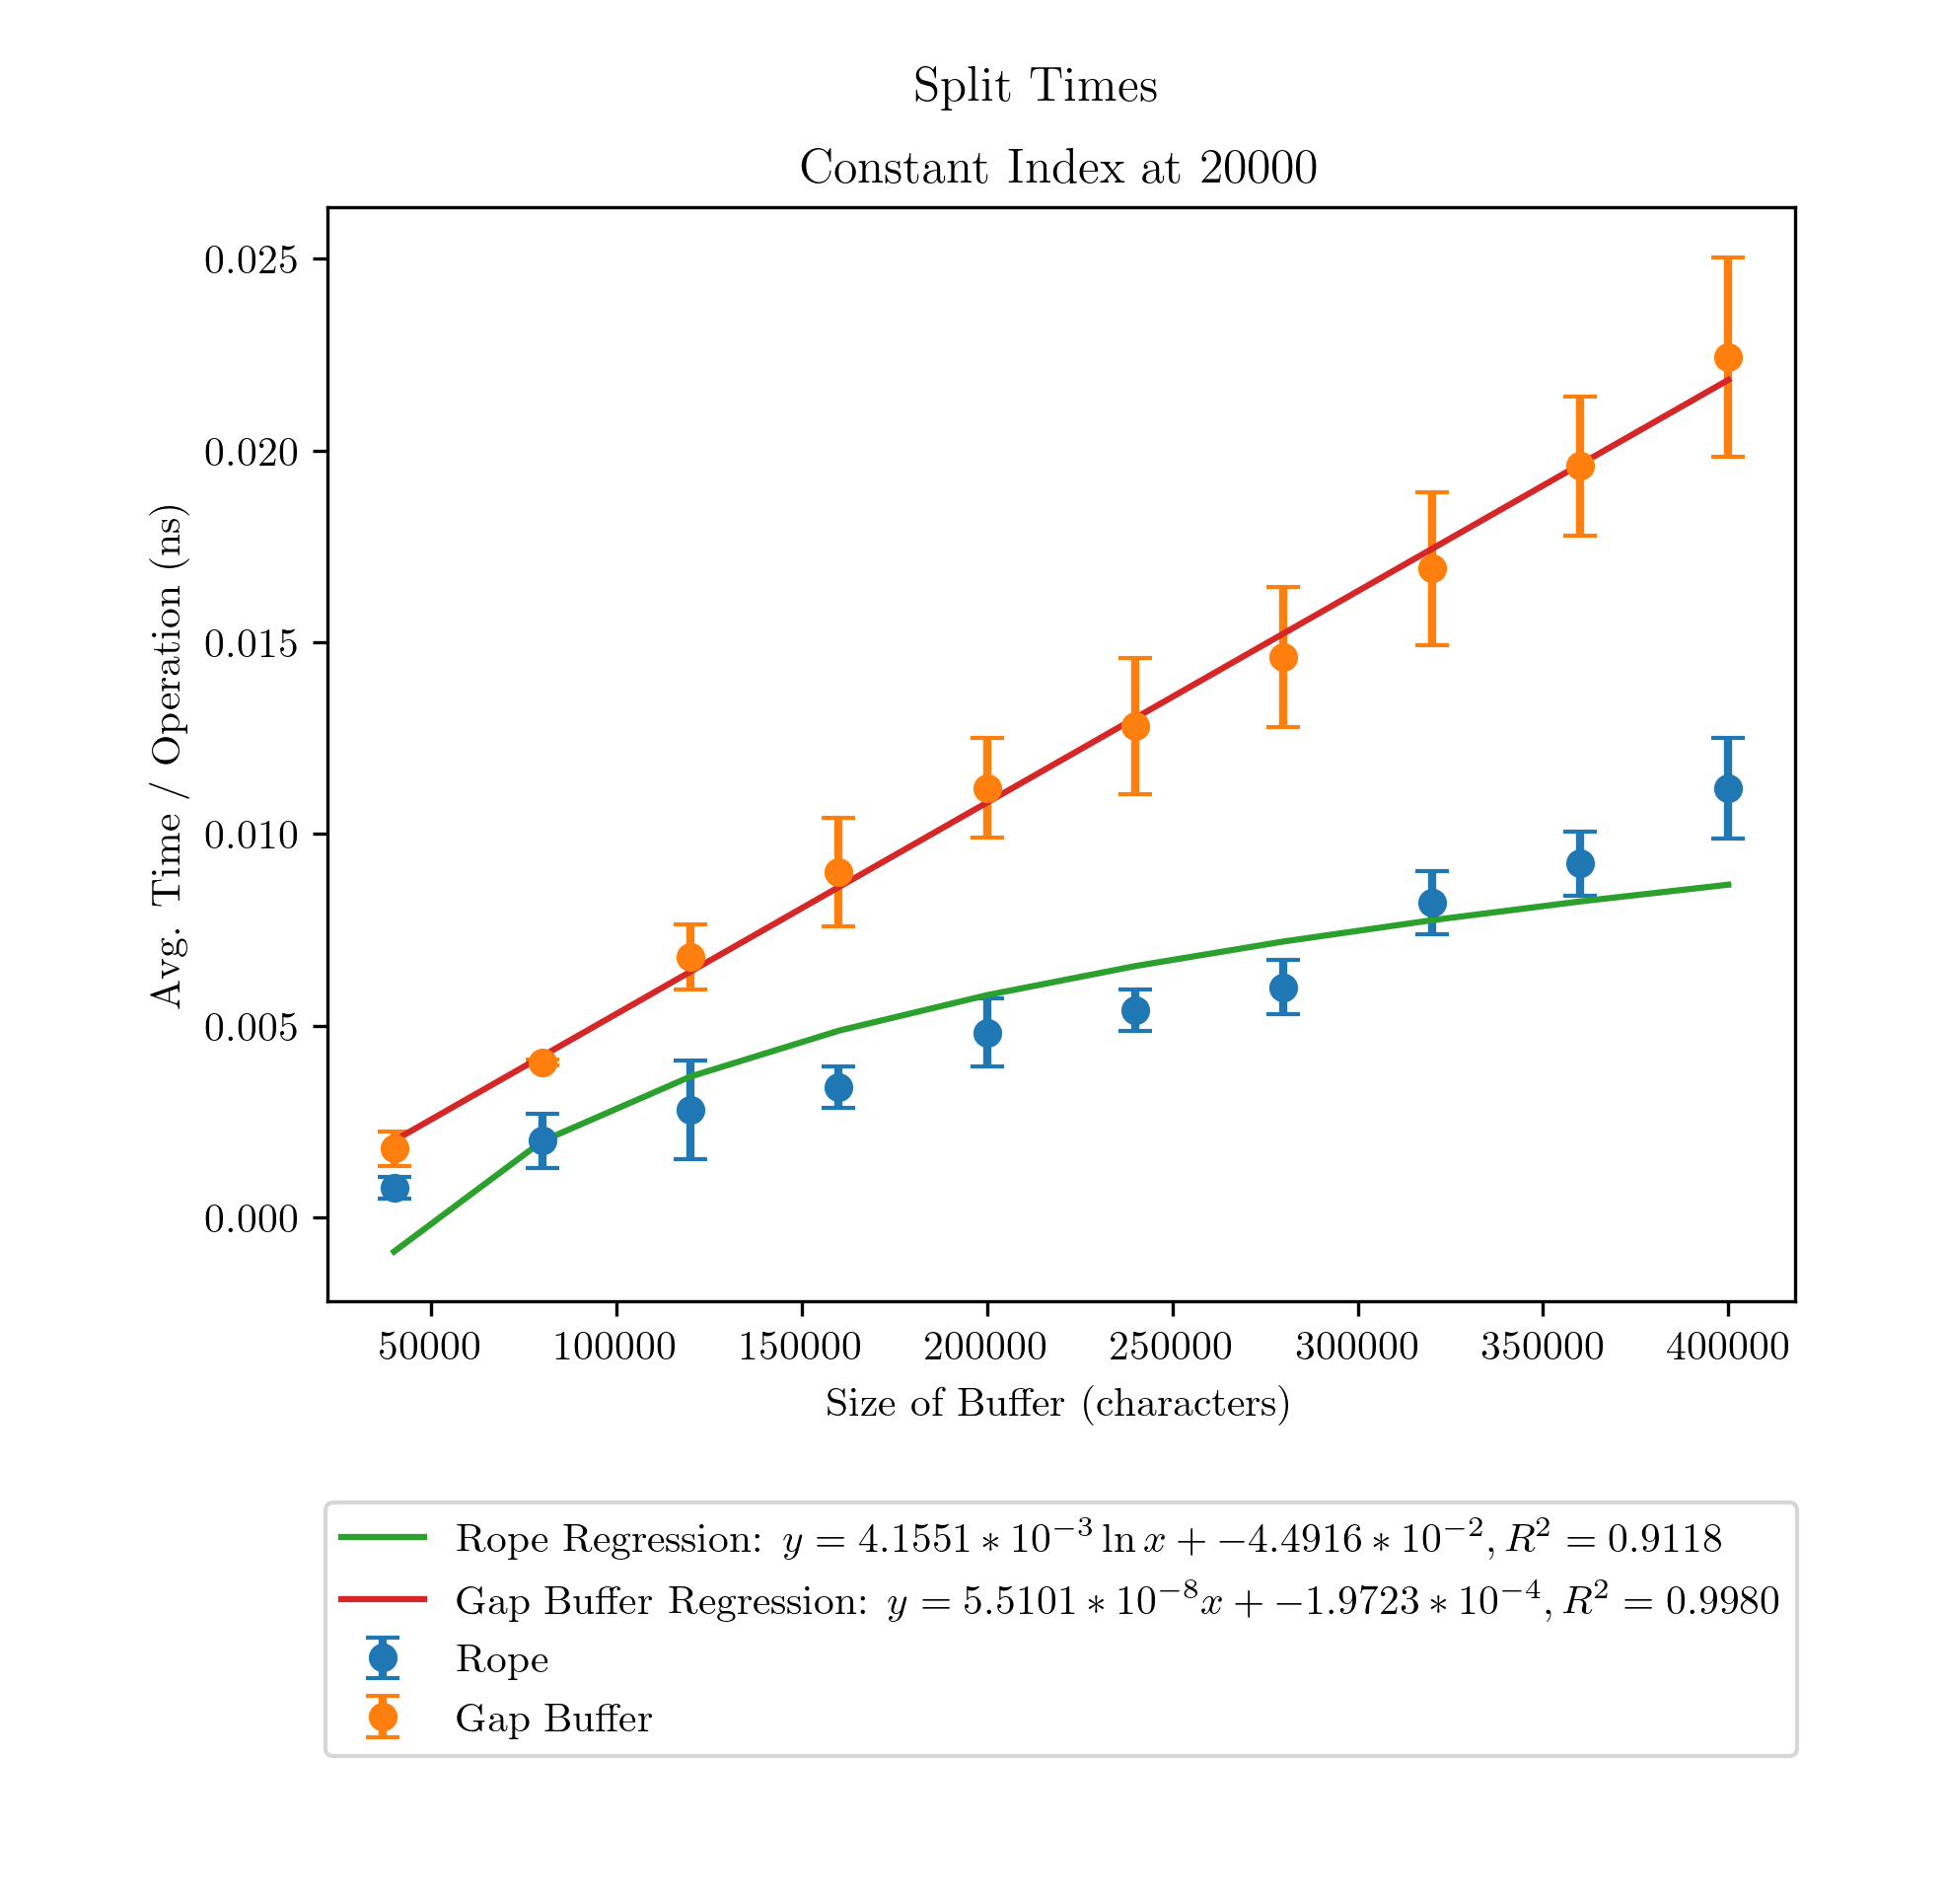 Split Times
Constant Index at 20000
0.025
0.020
0.015
0.010
0.005
0.000
Avg. Time / Operation (ns)
50000 100000 150000 200000 250000 300000 350000 400000
Size of Buffer (characters)
Rope Regression: y = 4.1551 * 10^{-3} ln x + -4.4916 * 10^{-2}, R^2 = 0.9118
Gap Buffer Regression: y = 5.5101 * 10^{-8}x + -1.9723 * 10^{-4}, R^2 = 0.9980
Rope
Gap Buffer